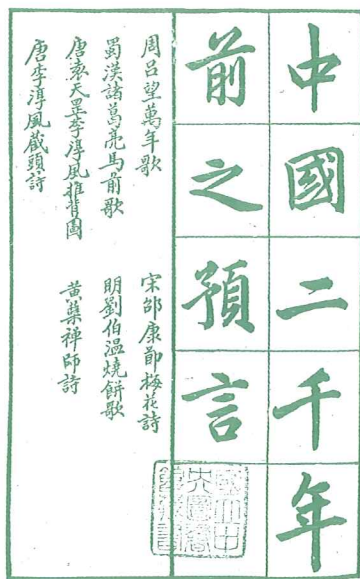 中國二千年
前之預言
周呂望萬年歌
蜀漢諸葛亮馬前歌
唐袁天罡李淳風推背圖
唐李淳風藏頭詩
宋邵康節梅花詩
明劉伯溫燒餅歌
黃蘗禪師詩